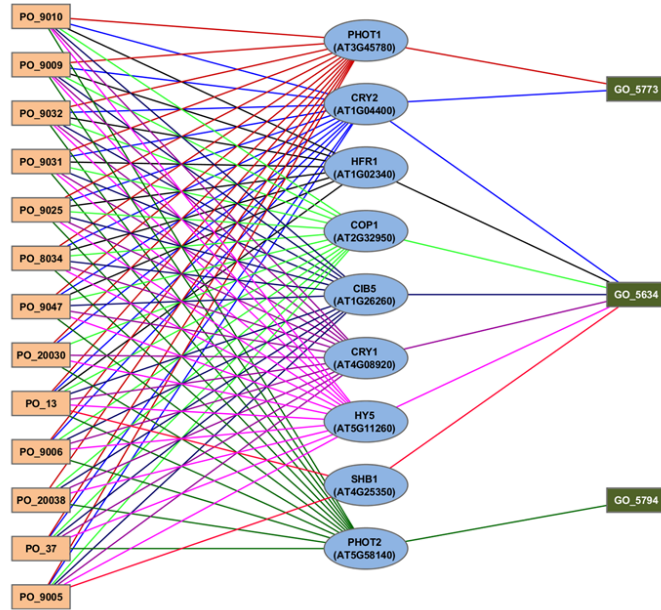 PO_9010
PO_9009
PO_9032
PO_9031
PO_9025
PO_8034
PO_9047
PO_20030
PO_13
PO_9006
PO_20038
PO_37
PO_9005
PHOT1
(AT3G45780)
CRY2
(AT1G04400)
HFR1
(AT1G02340)
COP1
(AT2G32950)
CIB5
(AT1G26260)
CRY1
(AT4G08920)
HY5
(AT5G11260)
SHB1
(AT4G25350)
PHOT2
(AT5G58140)
GO_5773
GO_5634
GO_5794